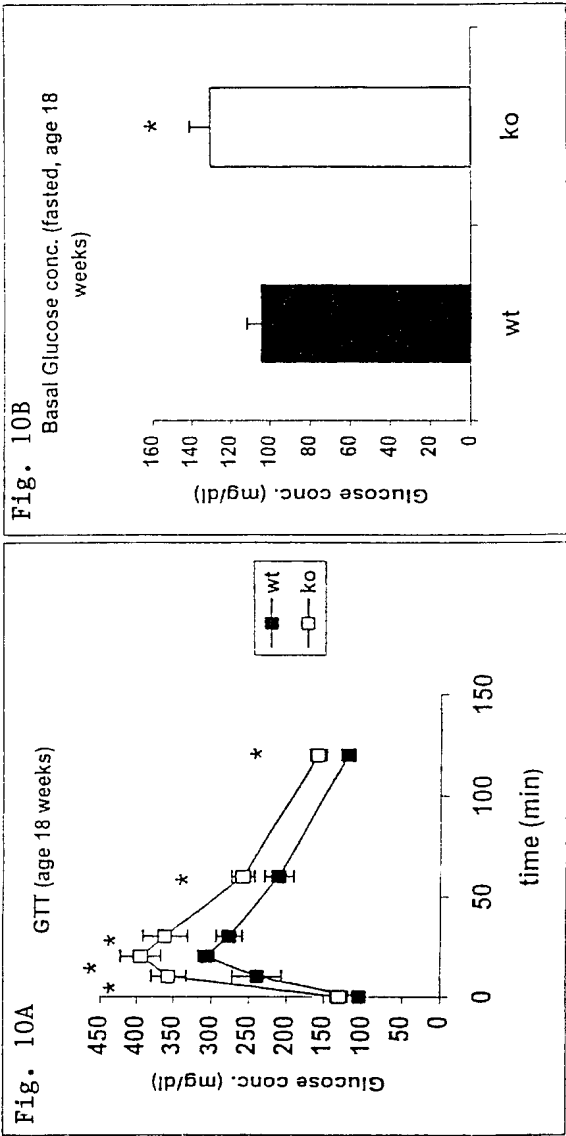 Fig. 10A
GTT (age 18 weeks)
Glucose conc. (mg/dl)
450
400
350
300
250
200
150
100
50
0
*
*
*
*
*
0
50
100
150
time (min)
wt
ko
Fig. 10B
Basal Glucose conc. (fasted, age 18
weeks)
Glucose conc. (mg/dl)
160
140
120
100
80
60
40
20
0
*
wt
ko